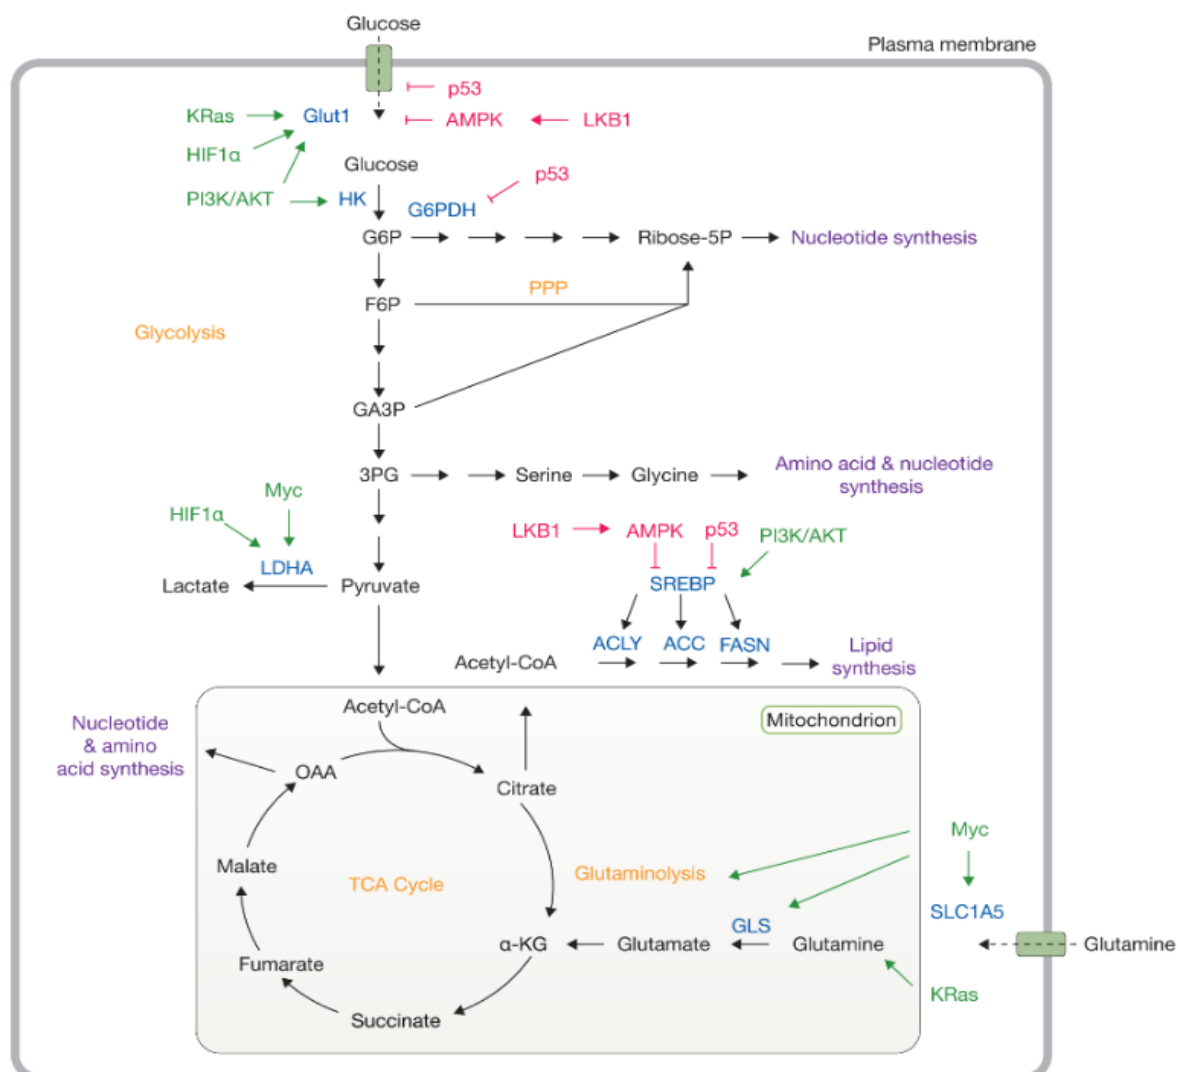 Glucose
Plasma membrane
p53
KRas
Glut1
AMPK
LKB1
HIF1α
Glucose
p53
PI3K/AKT
HK
G6PDH
G6P
Ribose-5P
Nucleotide synthesis
PPP
F6P
Glycolysis
GA3P
3PG
Serine
Glycine
Amino acid & nucleotide
synthesis
Myc
HIF1α
LKB1
AMPK
p53
PI3K/AKT
LDHA
Lactate
Pyruvate
SREBP
ACLY
ACC
FASN
Acetyl-CoA
Lipid
synthesis
Acetyl-CoA
Mitochondrion
Nucleotide
& amino
acid synthesis
OAA
Citrate
Myc
Malate
TCA Cycle
Glutaminolysis
SLC1A5
GLS
α-KG
Glutamate
Glutamine
Glutamine
Fumarate
KRas
Succinate